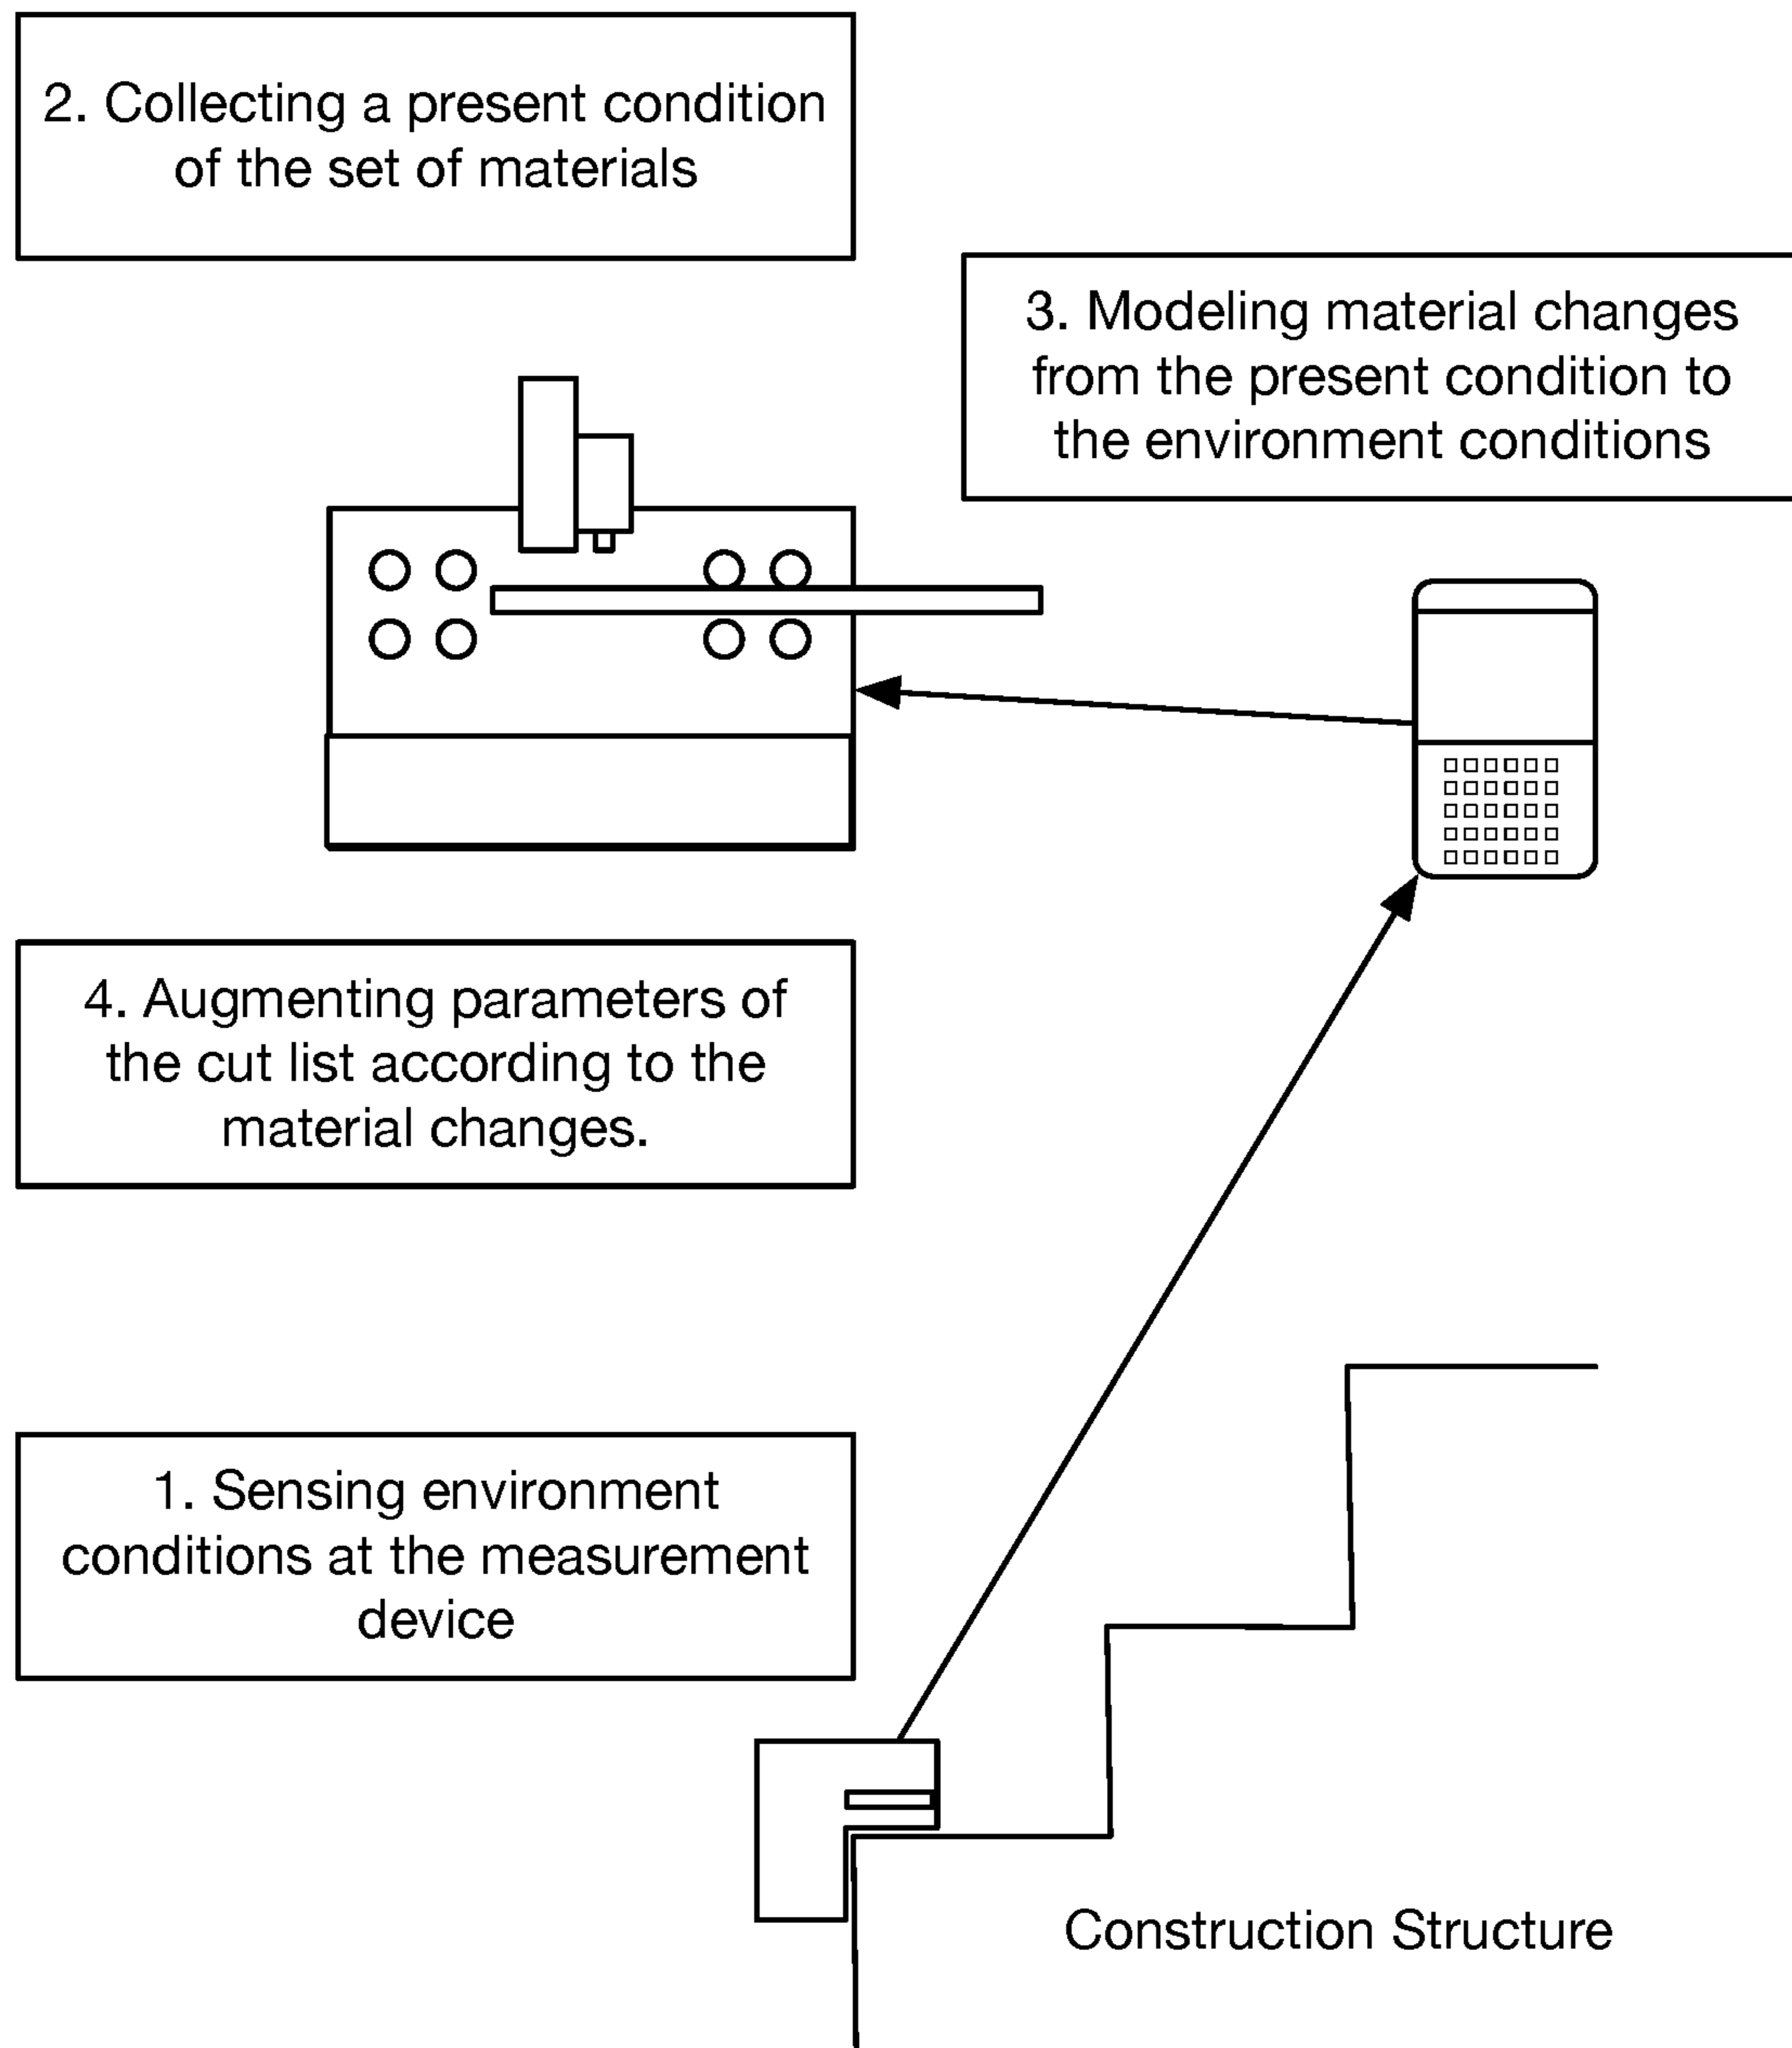 2. Collecting a present condition
of the set of materials
3. Modeling material changes
from the present condition to
the environment conditions
4. Augmenting parameters of
the cut list according to the
material changes.
1. Sensing environment
conditions at the measurement
device
Construction Structure